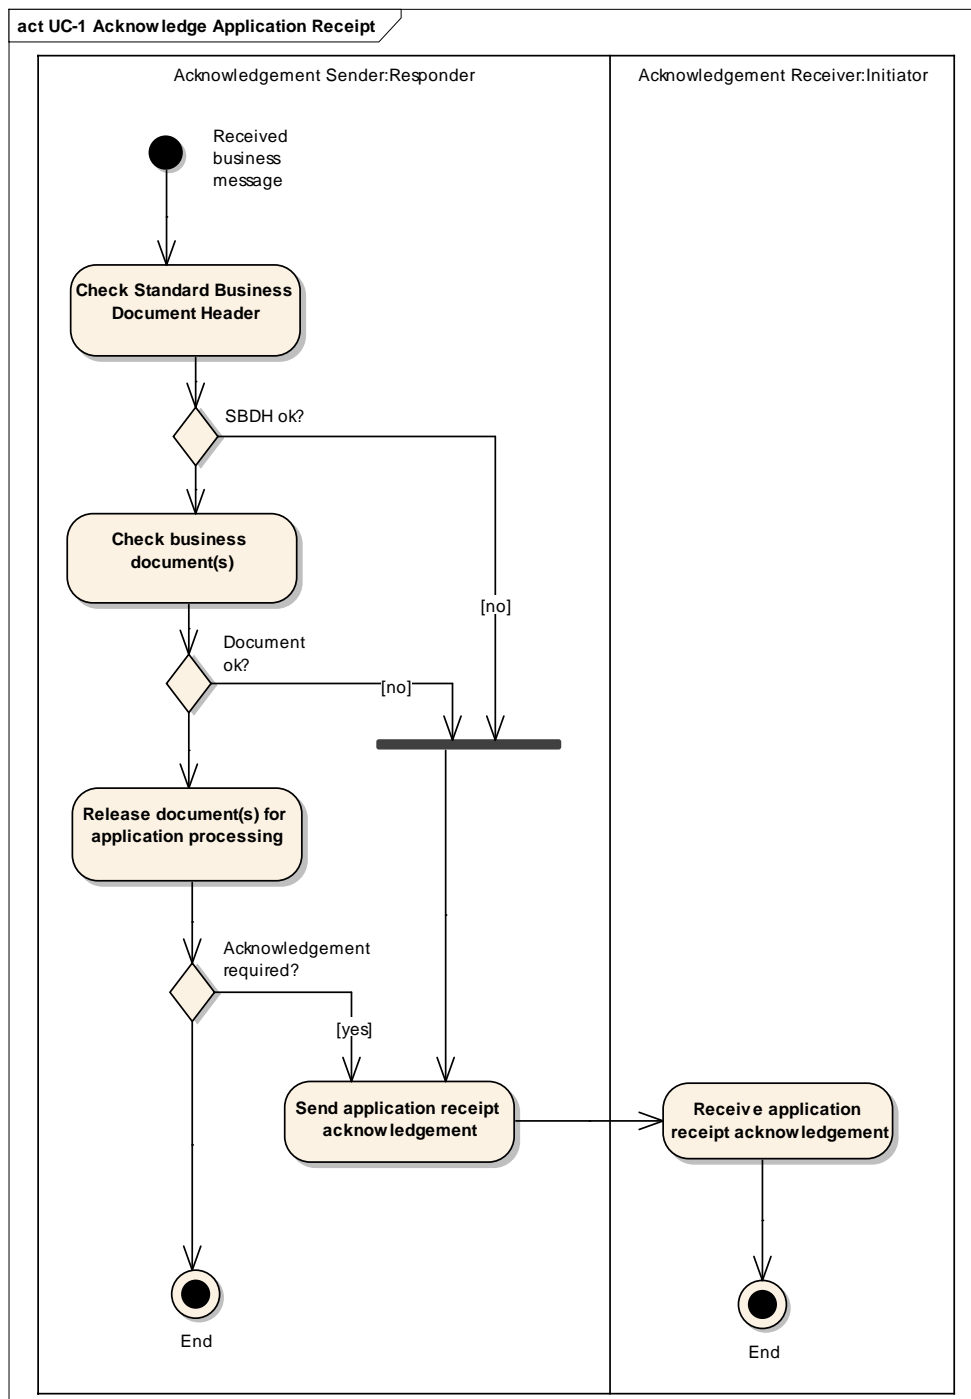 act UC-1 Acknowledge Application Receipt
Acknowledgement Sender:Responder
Acknowledgement Receiver:Initiator
Received
business
message
Check Standard Business
Document Header
SBDH ok?
Check business
document(s)
[no]
Document
ok?
[no]
Release document(s) for
application processing
Acknowledgement
required?
[yes]
Send application receipt
acknowledgement
Receive application
receipt acknowledgement
End
End